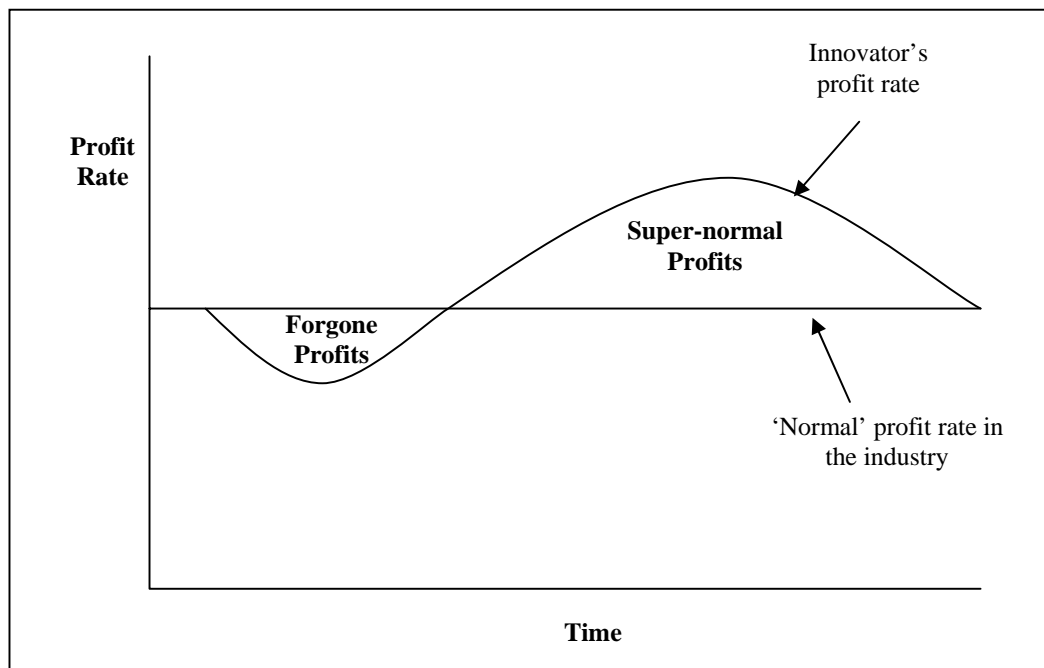 Innovator’s
profit rate
Profit
Rate
Super-normal
Profits
Forgone
Profits
‘Normal’ profit rate in
the industry
Time